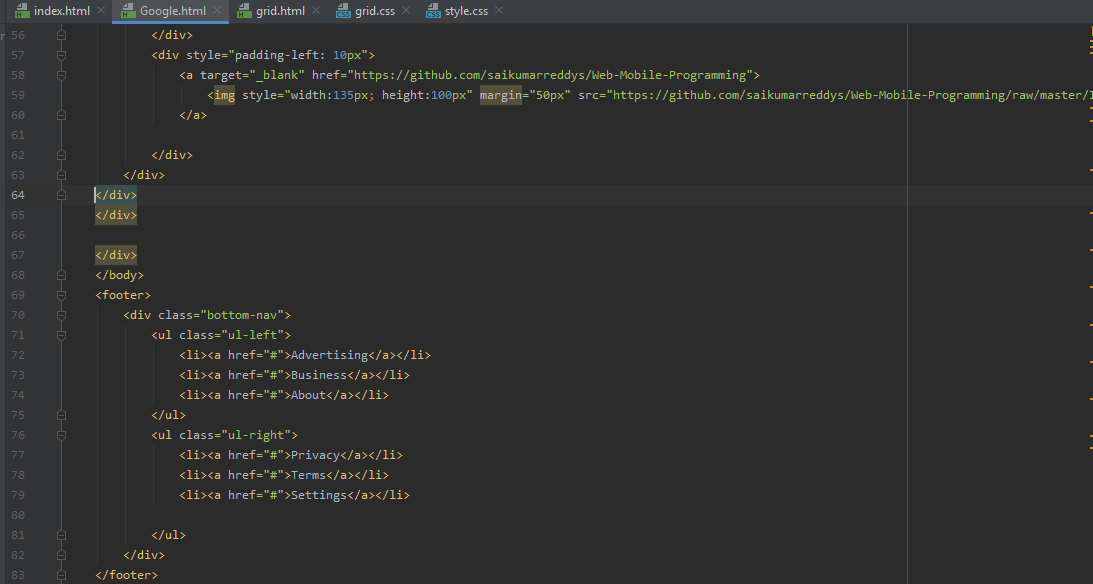 index.html Google.html grid.html grid.css style.css
56 </div>
57 <div style="padding-left: 10px">
58 <a target="_blank" href="https://github.com/saikumarreddys/Web-Mobile-Programming">
59 <img style="width:135px; height:100px" margin="50px" src="https://github.com/saikumarreddys/Web-Mobile-Programming/raw/master/
60 </a>
61
62 </div>
63 </div>
64 </div>
65 </div>
66
67 </div>
68 </body>
69 <footer>
70 <div class="bottom-nav">
71 <ul class="ul-left">
72 <li><a href="#">Advertising</a></li>
73 <li><a href="#">Business</a></li>
74 <li><a href="#">About</a></li>
75 </ul>
76 <ul class="ul-right">
77 <li><a href="#">Privacy</a></li>
78 <li><a href="#">Terms</a></li>
79 <li><a href="#">Settings</a></li>
80
81 </ul>
82 </div>
83 </footer>